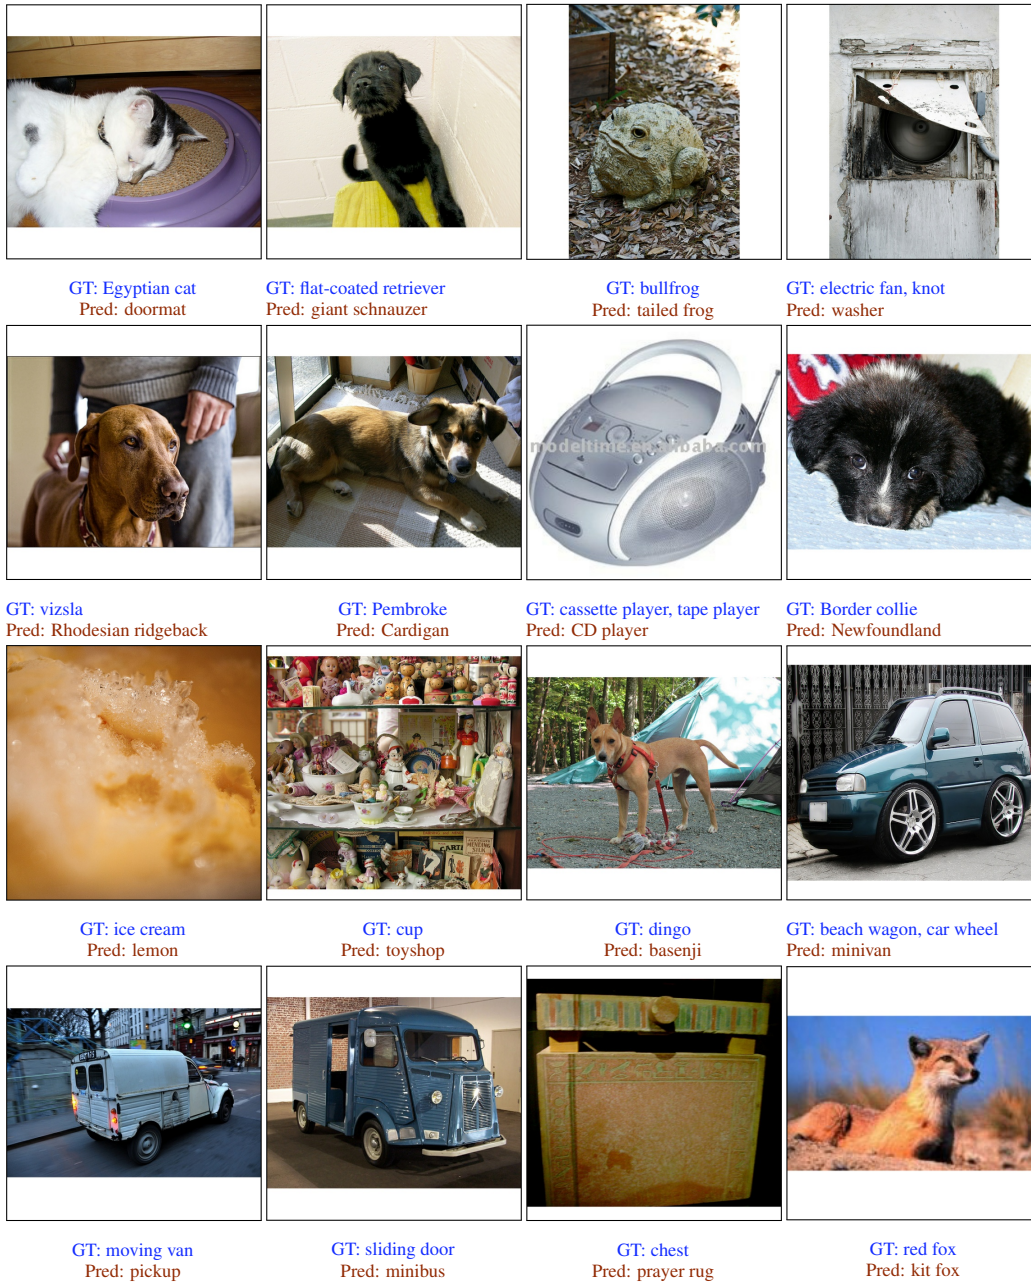 GT: Egyptian cat
Pred: doormat
GT: flat-coated retriever
Pred: giant schnauzer
GT: bullfrog
Pred: tailed frog
GT: electric fan, knot
Pred: washer
GT: vizsla
Pred: Rhodesian ridgeback
GT: Pembroke
Pred: Cardigan
GT: cassette player, tape player
Pred: CD player
GT: Border collie
Pred: Newfoundland
GT: ice cream
Pred: lemon
GT: cup
Pred: toyshop
GT: dingo
Pred: basenji
GT: beach wagon, car wheel
Pred: minivan
GT: moving van
Pred: pickup
GT: sliding door
Pred: minibus
GT: chest
Pred: prayer rug
GT: red fox
Pred: kit fox